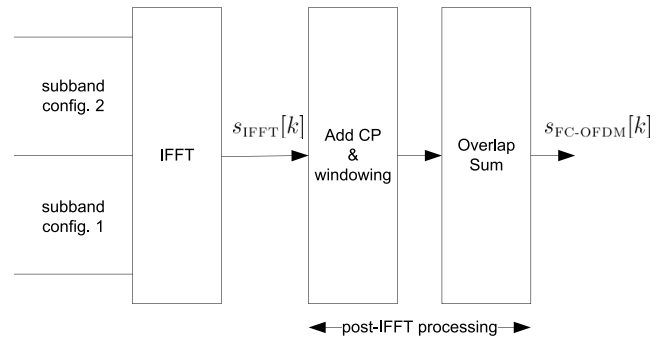 subband
config. 2
subband
config. 1
IFFT
s_IFFT[k]
Add CP
&
windowing
Overlap
Sum
s_FC-OFDM[k]
post-IFFT processing